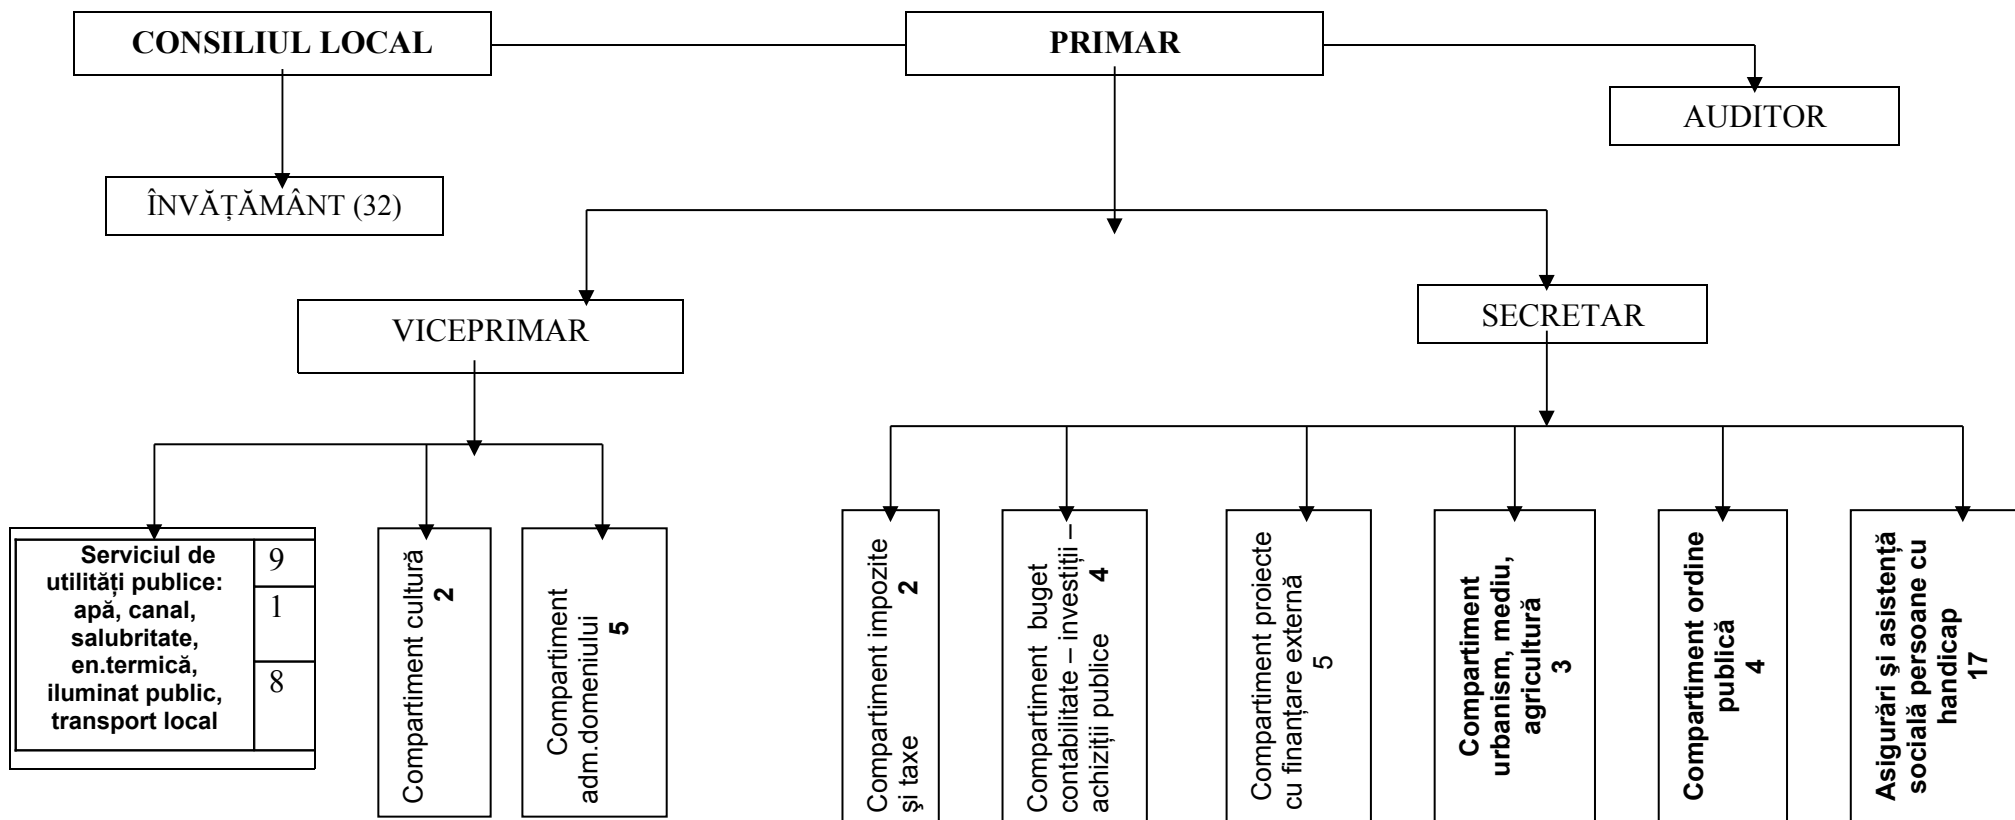 CONSILIUL LOCAL
PRIMAR
AUDITOR
ÎNVĂȚĂMÂNT (32)
VICEPRIMAR
SECRETAR
Serviciul de
utilități publice:
apă, canal,
salubritate,
en.termică,
iluminat public,
transport local
9
1
8
Compartiment cultură
2
Compartiment
adm.domeniului
5
Compartiment impozite
şi taxe 2
Compartiment buget
contabilitate – investiții –
achiziții publice 4
Compartiment proiecte
cu finanțare externă
5
Compartiment
urbanism, mediu,
agricultură
3
Compartiment ordine
publică
4
Asigurări şi asistență
socială persoane cu
handicap
17